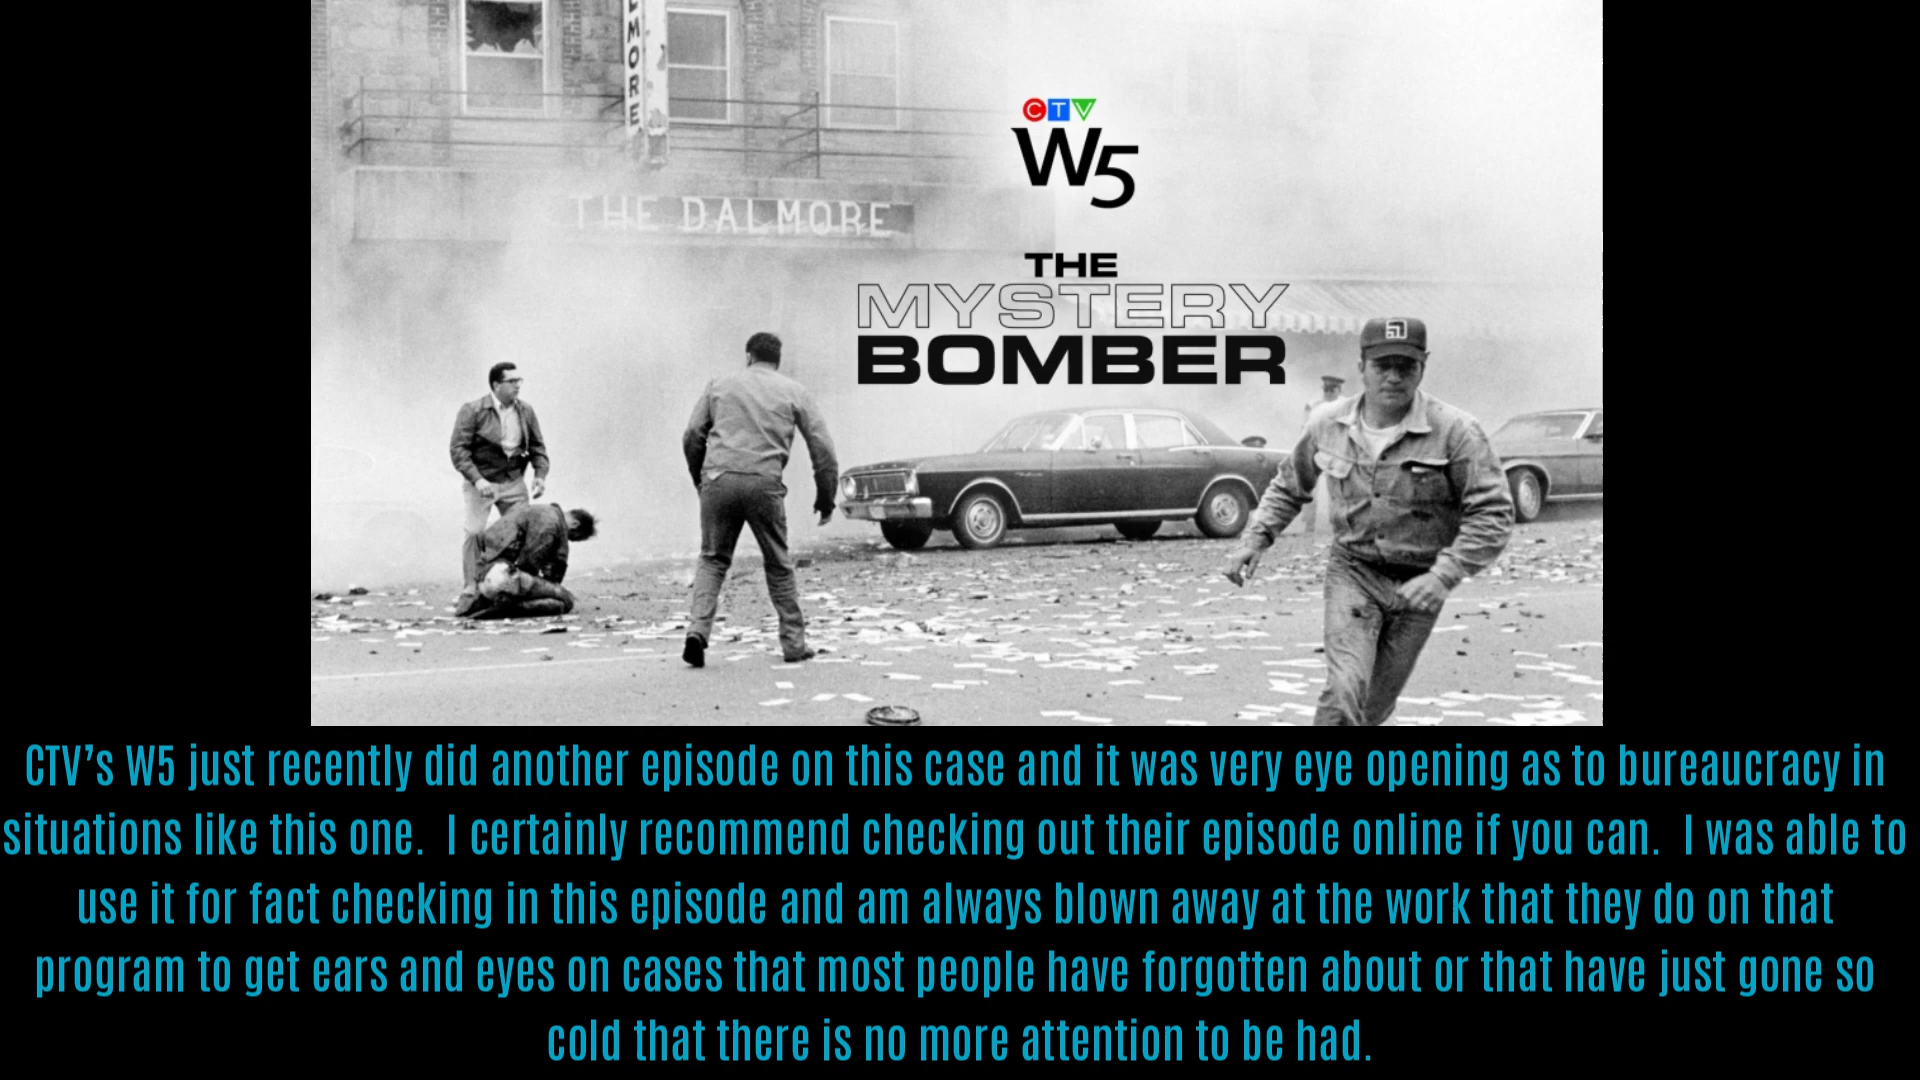 LMORE
THE DALMORE
CTV
W5
THE
MYSTERY
BOMBER
CTV’s W5 just recently did another episode on this case and it was very eye opening as to bureaucracy in
situations like this one.  I certainly recommend checking out their episode online if you can.  I was able to
use it for fact checking in this episode and am always blown away at the work that they do on that
program to get ears and eyes on cases that most people have forgotten about or that have just gone so
cold that there is no more attention to be had.